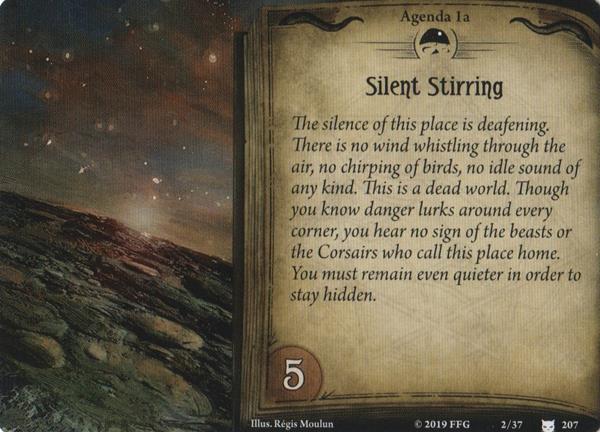 Agenda 1a
Silent Stirring
The silence of this place is deafening.
There is no wind whistling through the
air, no chirping of birds, no idle sound of
any kind. This is a dead world. Though
you know danger lurks around every
corner, you hear no sign of the beasts or
the Corsairs who call this place home.
You must remain even quieter in order to
stay hidden.
5
Illus. Régis Moulun © 2019 FFG 2/37 207